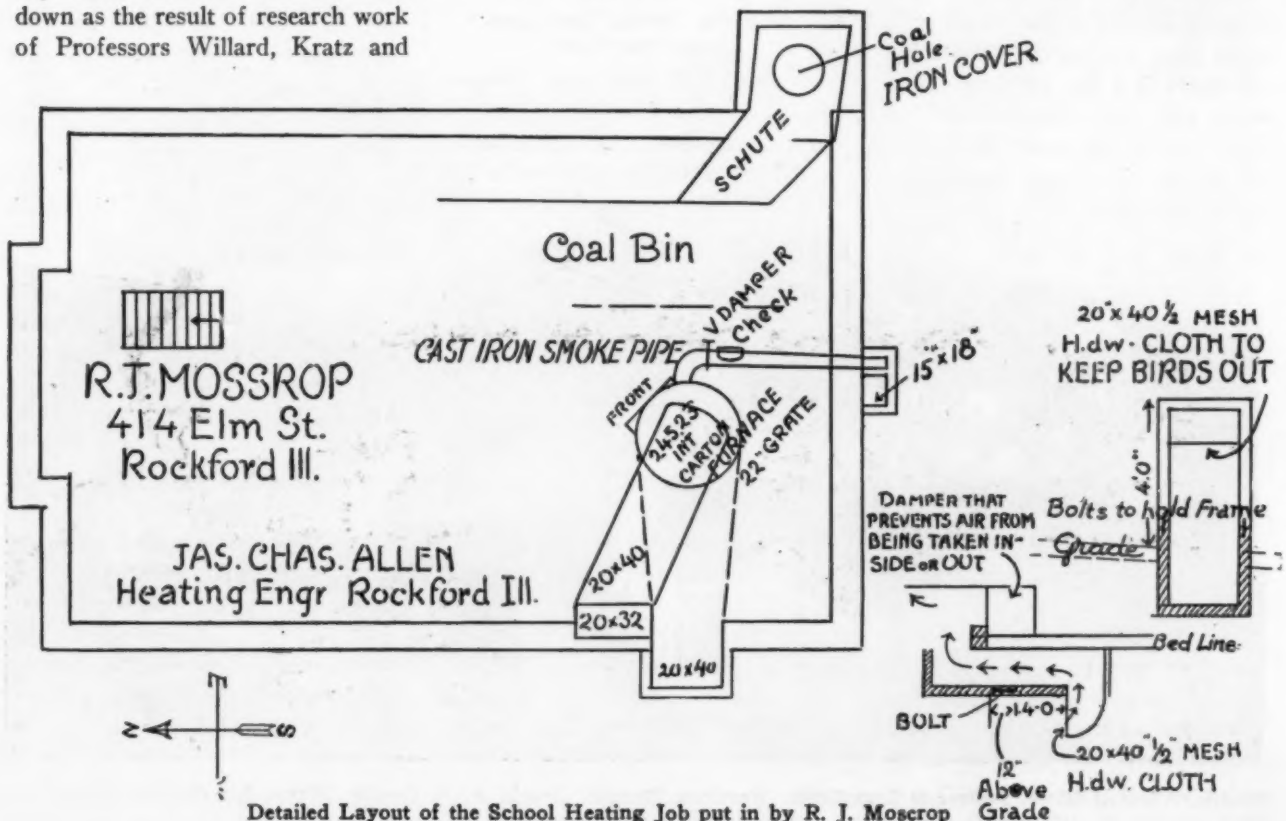 down as the result of research work
of Professors Willard, Kratz and
Coal
Hole
IRON COVER
SCHUTE
Coal Bin
V DAMPER
Check
CAST IRON SMOKE PIPE
15"x18"
FRONT
24523
INT
CARTON
FURNACE
22" GRATE
R.J. MOSSROP
414 Elm St.
Rockford Ill.
JAS. CHAS. ALLEN
Heating Engr Rockford Ill.
20x40
20x32
20x40
20"x 40 ½ MESH
H.dw. CLOTH TO
KEEP BIRDS OUT
4'.0"
Bolts to hold Frame
Grade
DAMPER THAT
PREVENTS AIR FROM
BEING TAKEN IN-
SIDE OR OUT
Bed Line
BOLT
12"
Above
Grade
20x40" ½" MESH
H.dw. CLOTH
N
S
Detailed Layout of the School Heating Job put in by R. J. Moscrop